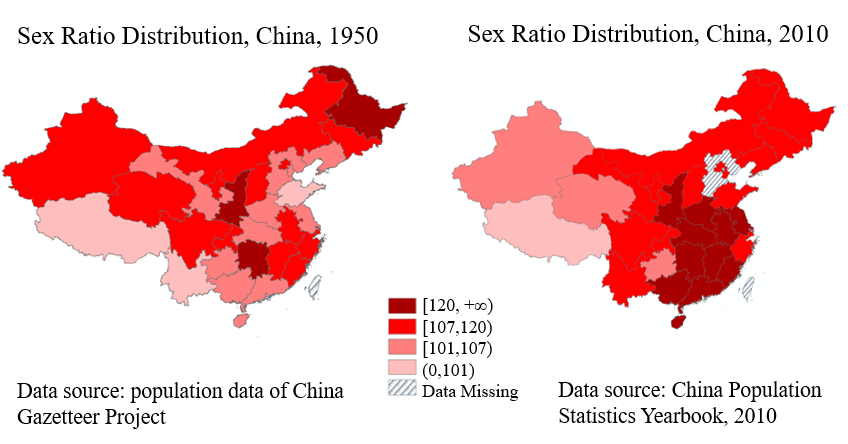 Sex Ratio Distribution, China, 1950
Sex Ratio Distribution, China, 2010
[120, +∞)
[107,120)
[101,107)
(0,101)
Data Missing
Data source: population data of China
Gazetteer Project
Data source: China Population
Statistics Yearbook, 2010